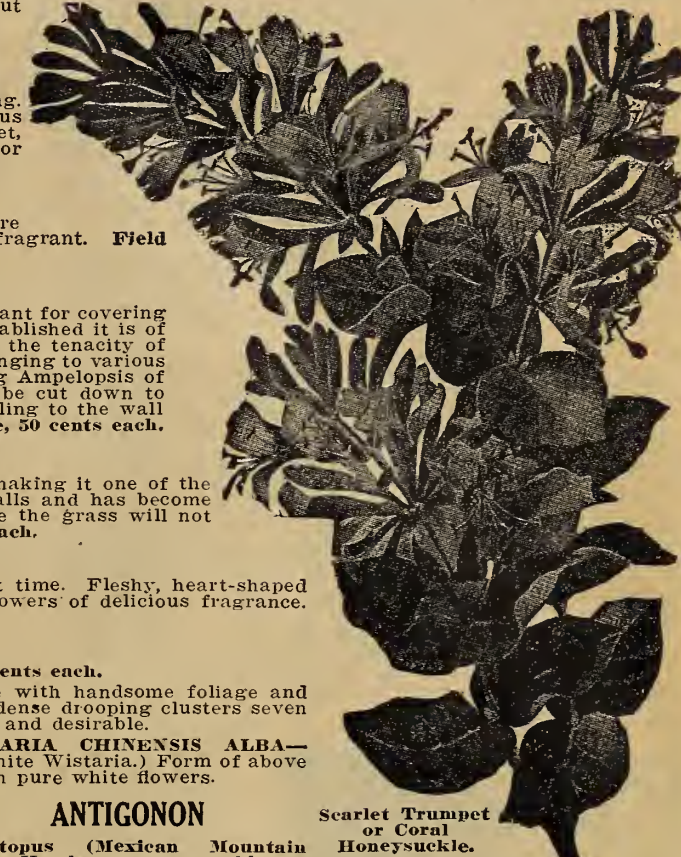 ut
g.
us
et,
or
re
fragrant. Field
ant for covering
tablished it is of
the tenacity of
nging to various
g Ampelopsis of
be cut down to
ling to the wall
e, 50 cents each.
naking it one of the
alls and has become
e the grass will not
ach.
t time. Fleshy, heart-shaped
owers of delicious fragrance.
ents each.
with handsome foliage and
dense drooping clusters seven
and desirable.
ARIA CHINENSIS ALBA—
nite Wistaria.) Form of above
n pure white flowers.
ANTIGONON
topus (Mexican Mountain
Scarlet Trumpet
or Coral
Honeysuckle.